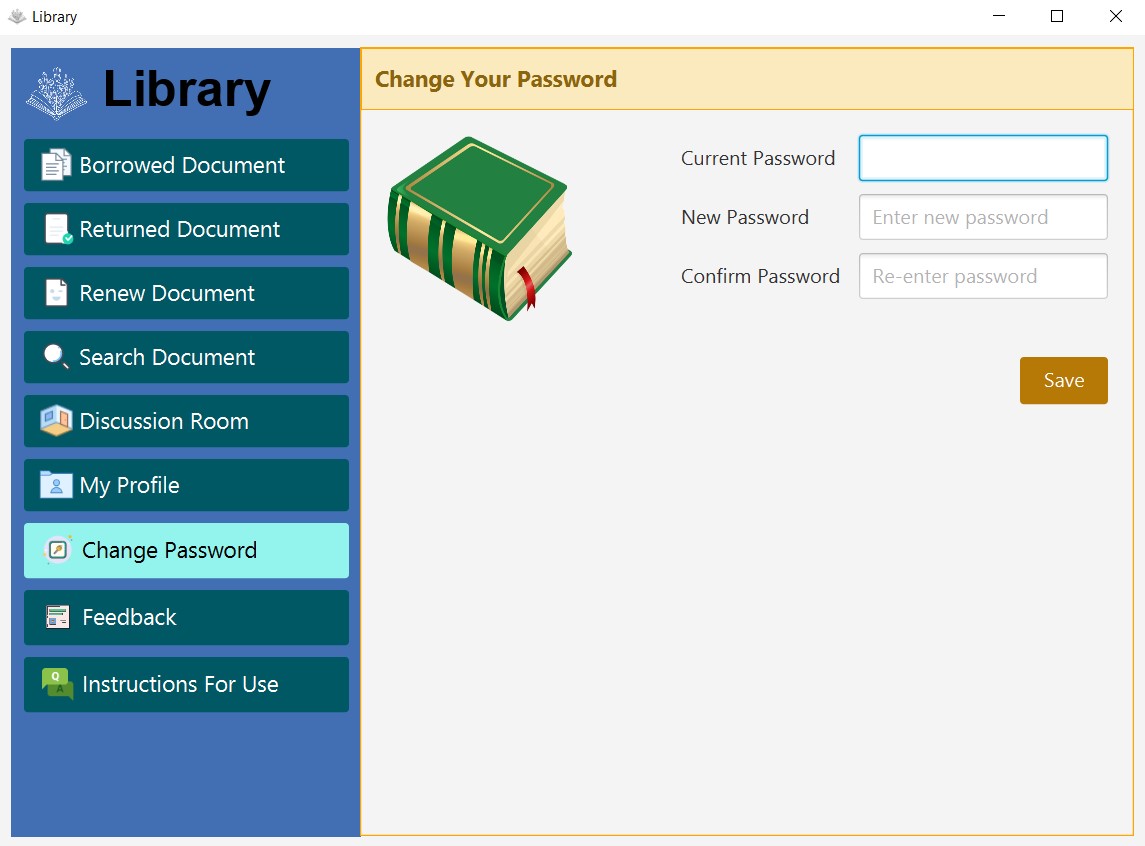 Library
Library
Borrowed Document
Returned Document
Renew Document
Search Document
Discussion Room
My Profile
Change Password
Feedback
Q
A
Instructions For Use
Change Your Password
Current Password
New Password
Enter new password
Confirm Password
Re-enter password
Save